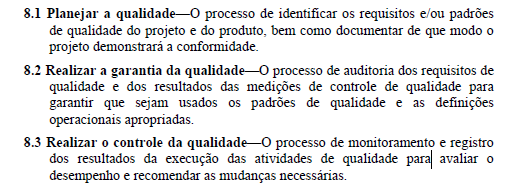 8.1 Planejar a qualidade—O processo de identificar os requisitos e/ou padrões
de qualidade do projeto e do produto, bem como documentar de que modo o
projeto demonstrará a conformidade.
8.2 Realizar a garantia da qualidade—O processo de auditoria dos requisitos de
qualidade e dos resultados das medições de controle de qualidade para
garantir que sejam usados os padrões de qualidade e as definições
operacionais apropriadas.
8.3 Realizar o controle da qualidade—O processo de monitoramento e registro
dos resultados da execução das atividades de qualidade para avaliar o
desempenho e recomendar as mudanças necessárias.